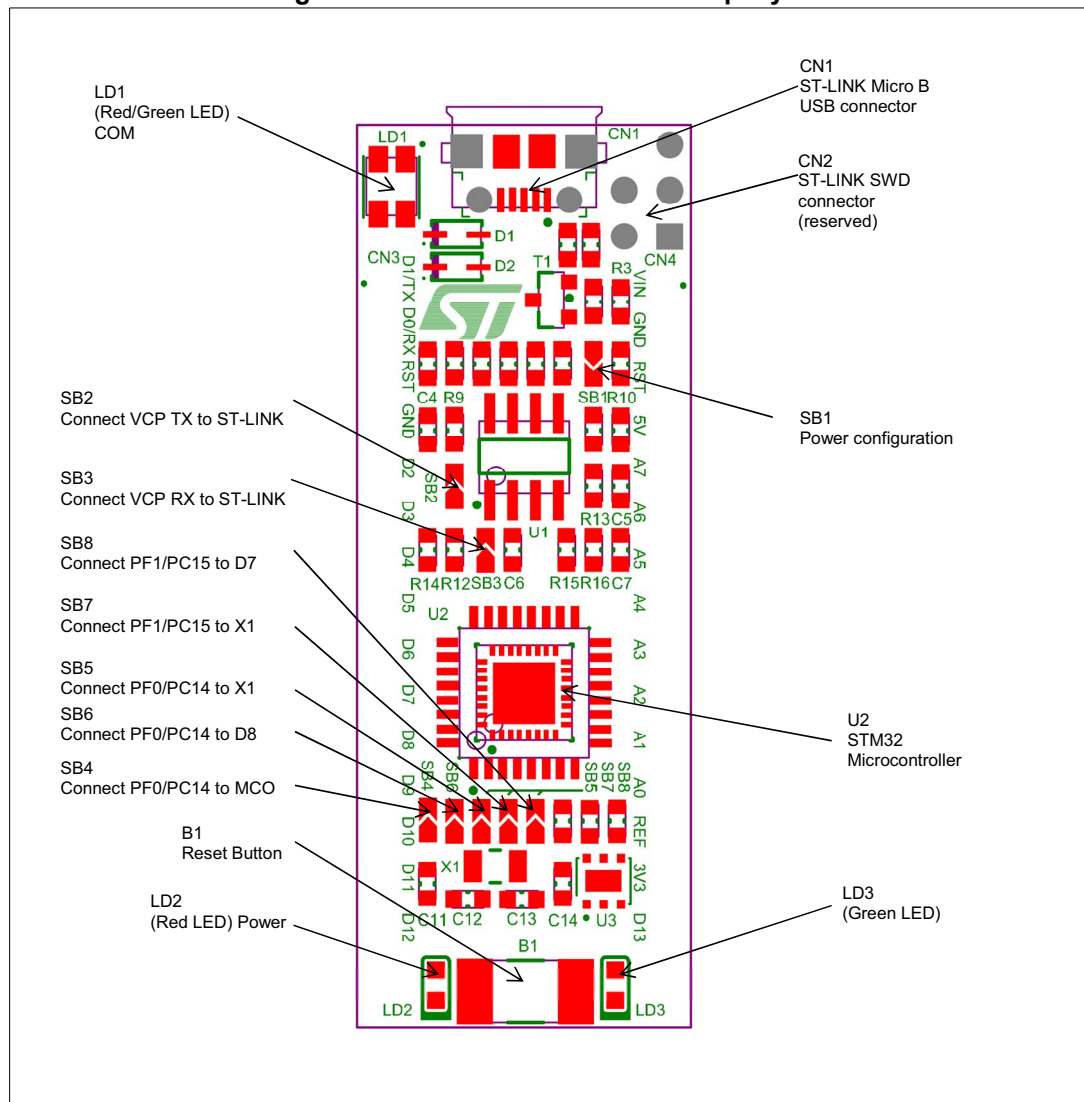 LD1
(Red/Green LED)
COM
CN1
ST-LINK Micro B
USB connector
CN2
ST-LINK SWD
connector
(reserved)
SB2
Connect VCP TX to ST-LINK
SB3
Connect VCP RX to ST-LINK
SB8
Connect PF1/PC15 to D7
SB7
Connect PF1/PC15 to X1
SB5
Connect PF0/PC14 to X1
SB6
Connect PF0/PC14 to D8
SB4
Connect PF0/PC14 to MCO
B1
Reset Button
LD2
(Red LED) Power
SB1
Power configuration
U2
STM32
Microcontroller
LD3
(Green LED)
LD1
CN1
D1
CN3
D2
T1
R3
CN4
ST
C4 R9
SB1 R10
SB2
U1
R13 C5
R14 R12 SB3 C6
R15 R16 C7
U2
SB4
SB6
SB5
SB7
SB8
X1
C11
C12
C13
C14
U3
B1
LD2
LD3
D1/TX
D0/RX
RST
GND
D2
D3
D4
D5
D6
D7
D8
D9
D10
D11
D12
VIN
GND
RST
5V
A7
A6
A5
A4
A3
A2
A1
A0
REF
3V3
D13